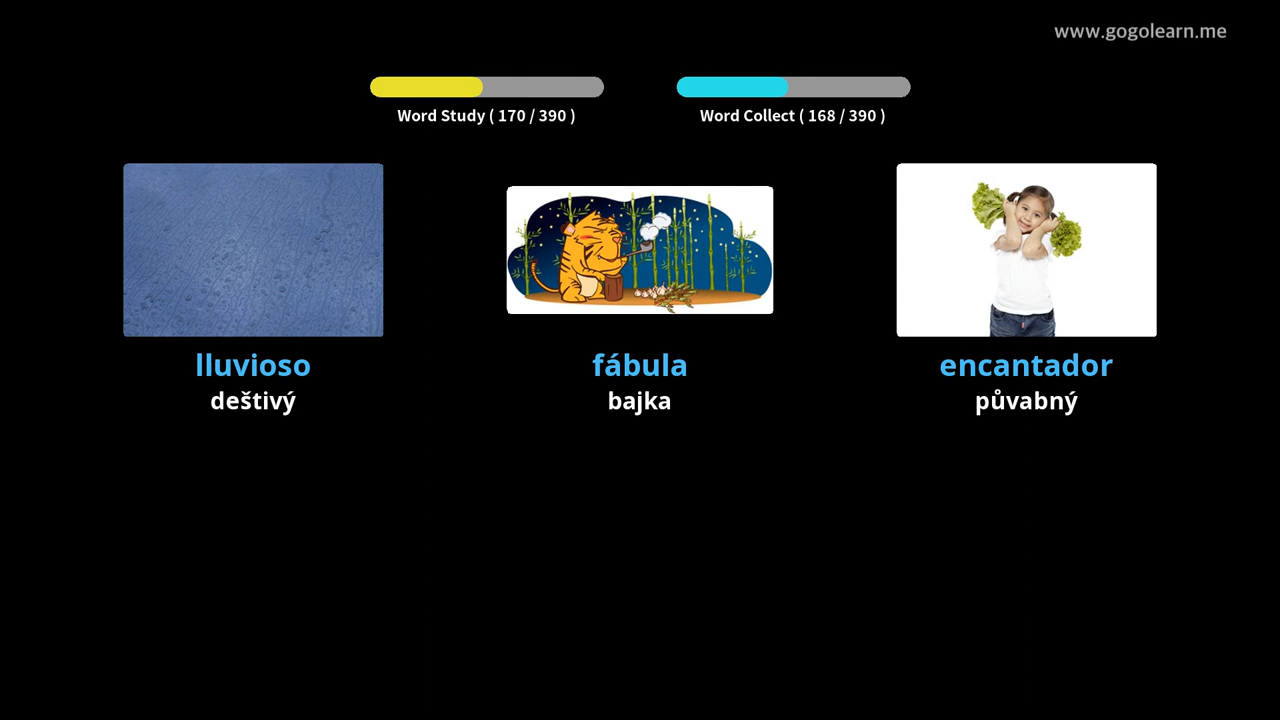 www.gogolearn.me
Word Study ( 170 / 390 )
Word Collect ( 168 / 390 )
lluvioso
fábula
encantador
deštivý
bajka
půvabný